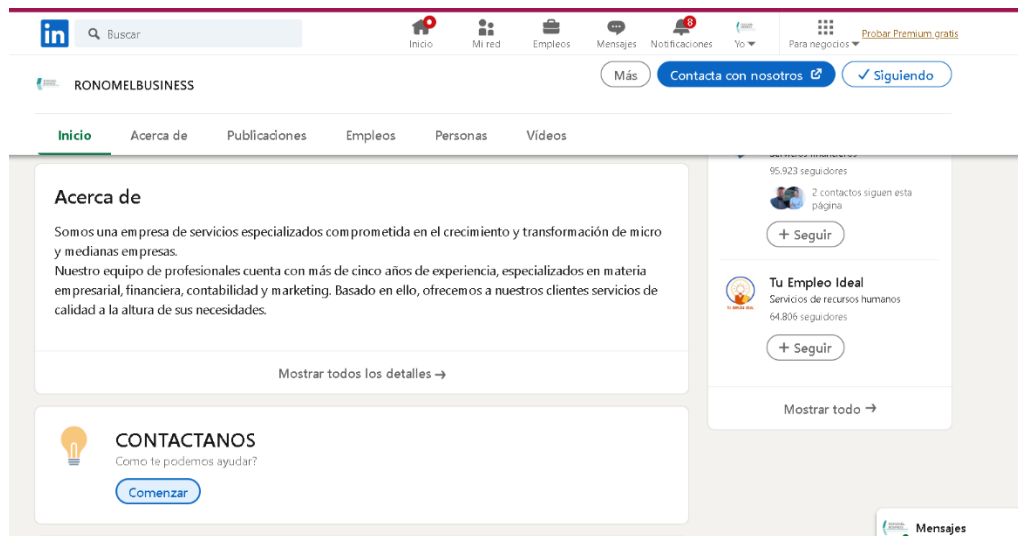 in
Buscar
Inicio
Mi red
Empleos
Mensajes
8
Notificaciones
Yo
Para negocios
Probar Premium gratis
RONOMELBUSINESS
Más
Contacta con nosotros
Siguiendo
Inicio
Acerca de
Publicaciones
Empleos
Personas
Vídeos
Acerca de
Somos una empresa de servicios especializados comprometida en el crecimiento y transformación de micro
y medianas empresas.
Nuestro equipo de profesionales cuenta con más de cinco años de experiencia, especializados en materia
empresarial, financiera, contabilidad y marketing. Basado en ello, ofrecemos a nuestros clientes servicios de
calidad a la altura de sus necesidades.
Mostrar todos los detalles →
CONTACTANOS
Como te podemos ayudar?
Comenzar
Servicios financieros
95.923 seguidores
2 contactos siguen esta
página
+ Seguir
Tu Empleo Ideal
Servicios de recursos humanos
64.806 seguidores
+ Seguir
Mostrar todo →
Mensajes